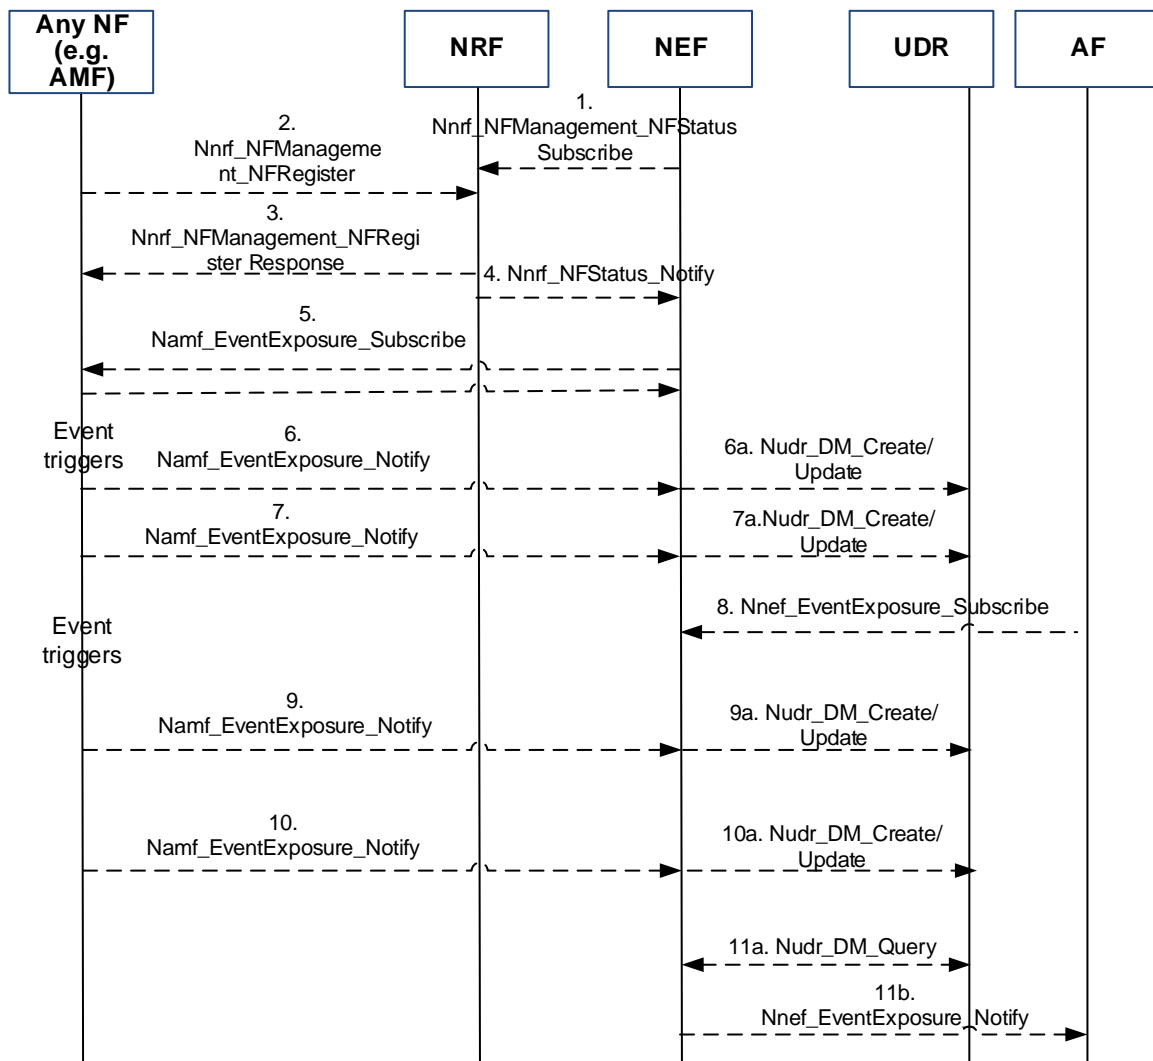 Any NF
(e.g.
AMF)
NRF
NEF
UDR
AF
1.
Nnrf_NFManagement_NFStatus
Subscribe
2.
Nnrf_NFManageme
nt_NFRegister
3.
Nnrf_NFManagement_NFRegi
ster Response
4. Nnrf_NFStatus_Notify
5.
Namf_EventExposure_Subscribe
Event
triggers
6.
Namf_EventExposure_Notify
6a. Nudr_DM_Create/
Update
7.
Namf_EventExposure_Notify
7a.Nudr_DM_Create/
Update
8. Nnef_EventExposure_Subscribe
Event
triggers
9.
Namf_EventExposure_Notify
9a. Nudr_DM_Create/
Update
10.
Namf_EventExposure_Notify
10a. Nudr_DM_Create/
Update
11a. Nudr_DM_Query
11b.
Nnef_EventExposure_Notify